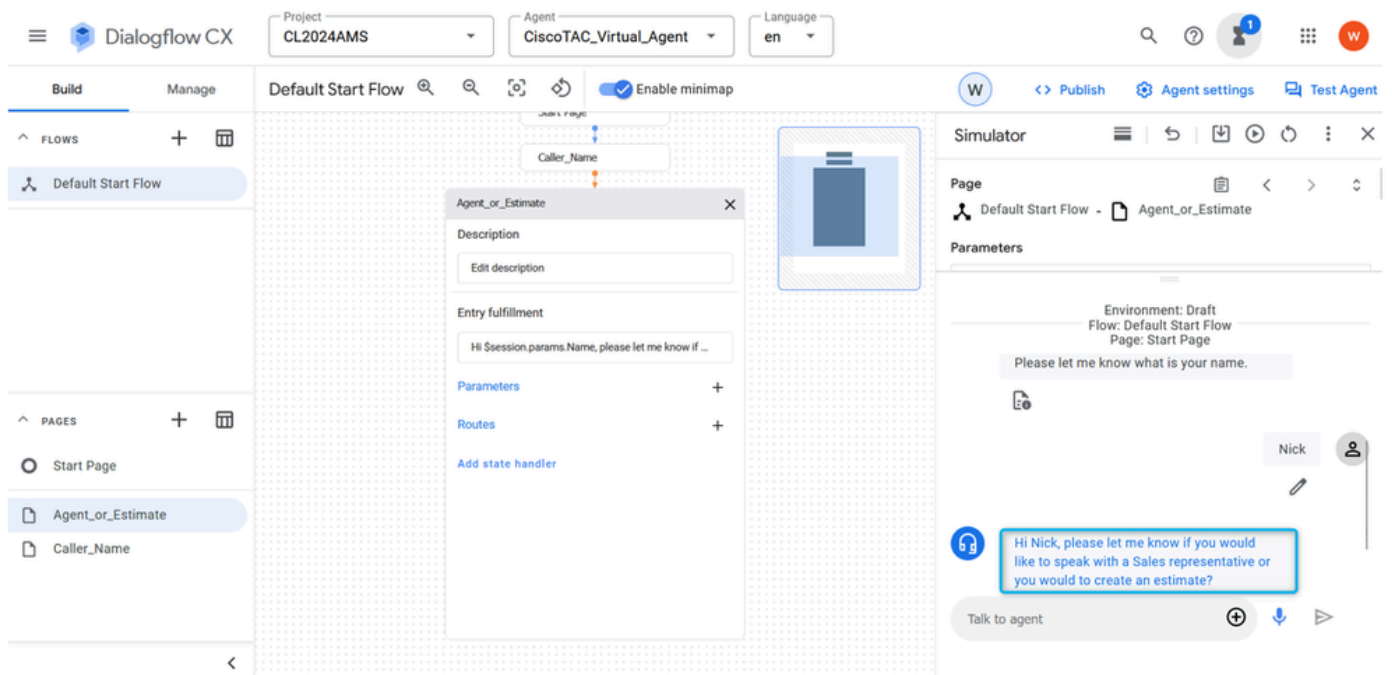 Dialogflow CX
Project
CL2024AMS
Agent
CiscoTAC_Virtual_Agent
Language
en
1
W
Build
Manage
Default Start Flow
Enable minimap
W
<> Publish
Agent settings
Test Agent
FLOWS
Default Start Flow
PAGES
Start Page
Agent_or_Estimate
Caller_Name
Start Page
Caller_Name
Agent_or_Estimate
Description
Edit description
Entry fulfillment
Hi $session.params.Name, please let me know if ...
Parameters
Routes
Add state handler
Simulator
Page
Default Start Flow - Agent_or_Estimate
Parameters
Environment: Draft
Flow: Default Start Flow
Page: Start Page
Please let me know what is your name.
Nick
Hi Nick, please let me know if you would
like to speak with a Sales representative or
you would to create an estimate?
Talk to agent